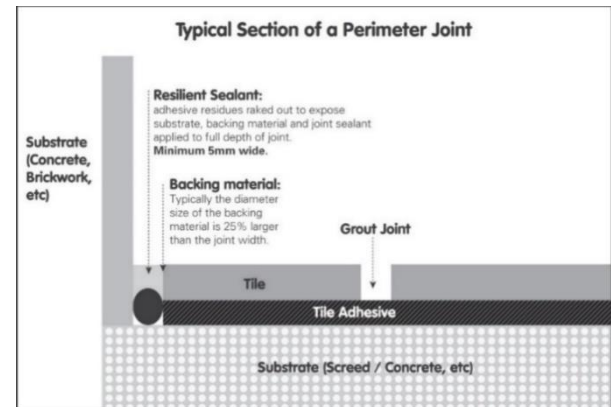 Typical Section of a Perimeter Joint
Resilient Sealant:
adhesive residues raked out to expose
substrate, backing material and joint sealant
applied to full depth of joint.
Minimum 5mm wide.
Substrate
(Concrete,
Brickwork,
etc)
Backing material:
Typically the diameter
size of the backing
material is 25% larger
than the joint width.
Grout Joint
Tile
Tile Adhesive
Substrate (Screed / Concrete, etc)